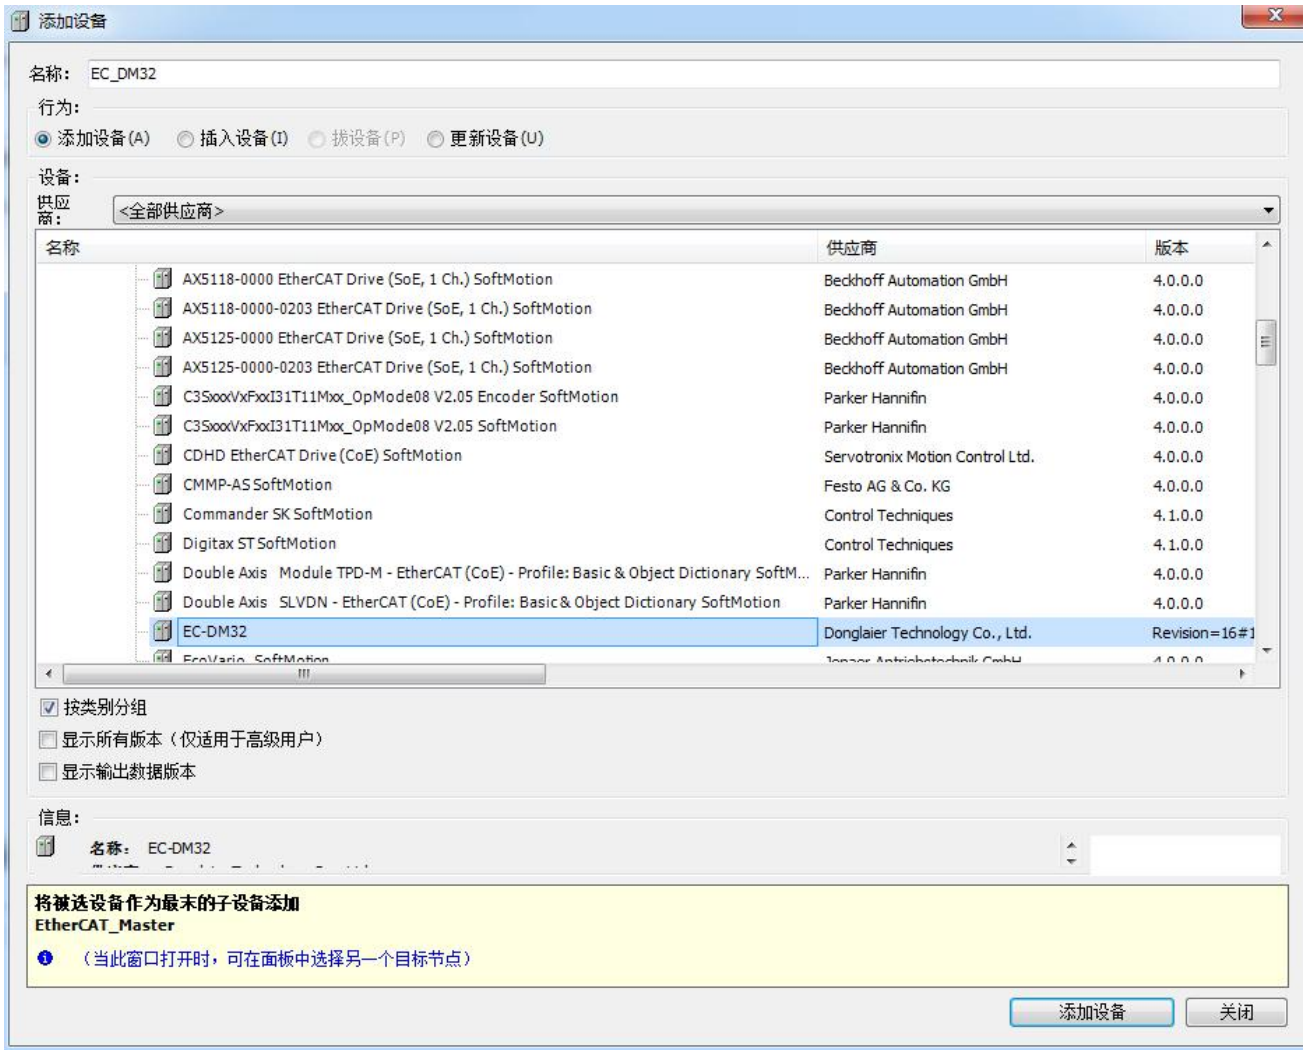 添加设备
名称： EC_DM32
行为：
添加设备(A) 插入设备(I) 拔设备(P) 更新设备(U)
设备：
供应商： <全部供应商>
名称 供应商 版本
AX5118-0000 EtherCAT Drive (SoE, 1 Ch.) SoftMotion Beckhoff Automation GmbH 4.0.0.0
AX5118-0000-0203 EtherCAT Drive (SoE, 1 Ch.) SoftMotion Beckhoff Automation GmbH 4.0.0.0
AX5125-0000 EtherCAT Drive (SoE, 1 Ch.) SoftMotion Beckhoff Automation GmbH 4.0.0.0
AX5125-0000-0203 EtherCAT Drive (SoE, 1 Ch.) SoftMotion Beckhoff Automation GmbH 4.0.0.0
C3SxxxVxFxxI31T11Mxx_OpMode08 V2.05 Encoder SoftMotion Parker Hannifin 4.0.0.0
C3SxxxVxFxxI31T11Mxx_OpMode08 V2.05 SoftMotion Parker Hannifin 4.0.0.0
CDHD EtherCAT Drive (CoE) SoftMotion Servotronix Motion Control Ltd. 4.0.0.0
CMMP-AS SoftMotion Festo AG & Co. KG 4.0.0.0
Commander SK SoftMotion Control Techniques 4.1.0.0
Digitax ST SoftMotion Control Techniques 4.1.0.0
Double Axis Module TPD-M - EtherCAT (CoE) - Profile: Basic & Object Dictionary SoftM... Parker Hannifin 4.0.0.0
Double Axis SLVDN - EtherCAT (CoE) - Profile: Basic & Object Dictionary SoftMotion Parker Hannifin 4.0.0.0
EC-DM32 Donglaier Technology Co., Ltd. Revision=16#1
EcoVario SoftMotion Jenaer Antriebstechnik GmbH 4.0.0.0
按类别分组
显示所有版本（仅适用于高级用户）
显示输出数据版本
信息：
名称： EC-DM32
将被选设备作为最末的子设备添加
EtherCAT_Master
（当此窗口打开时，可在面板中选择另一个目标节点）
添加设备 关闭